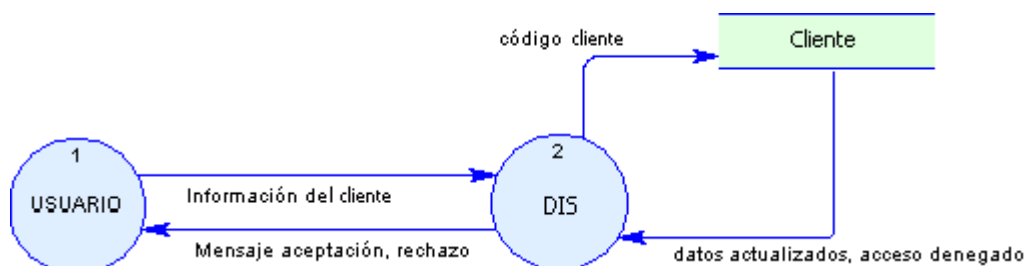 código cliente
Cliente
1
USUARIO
Información del cliente
Mensaje aceptación, rechazo
2
DIS
datos actualizados, acceso denegado